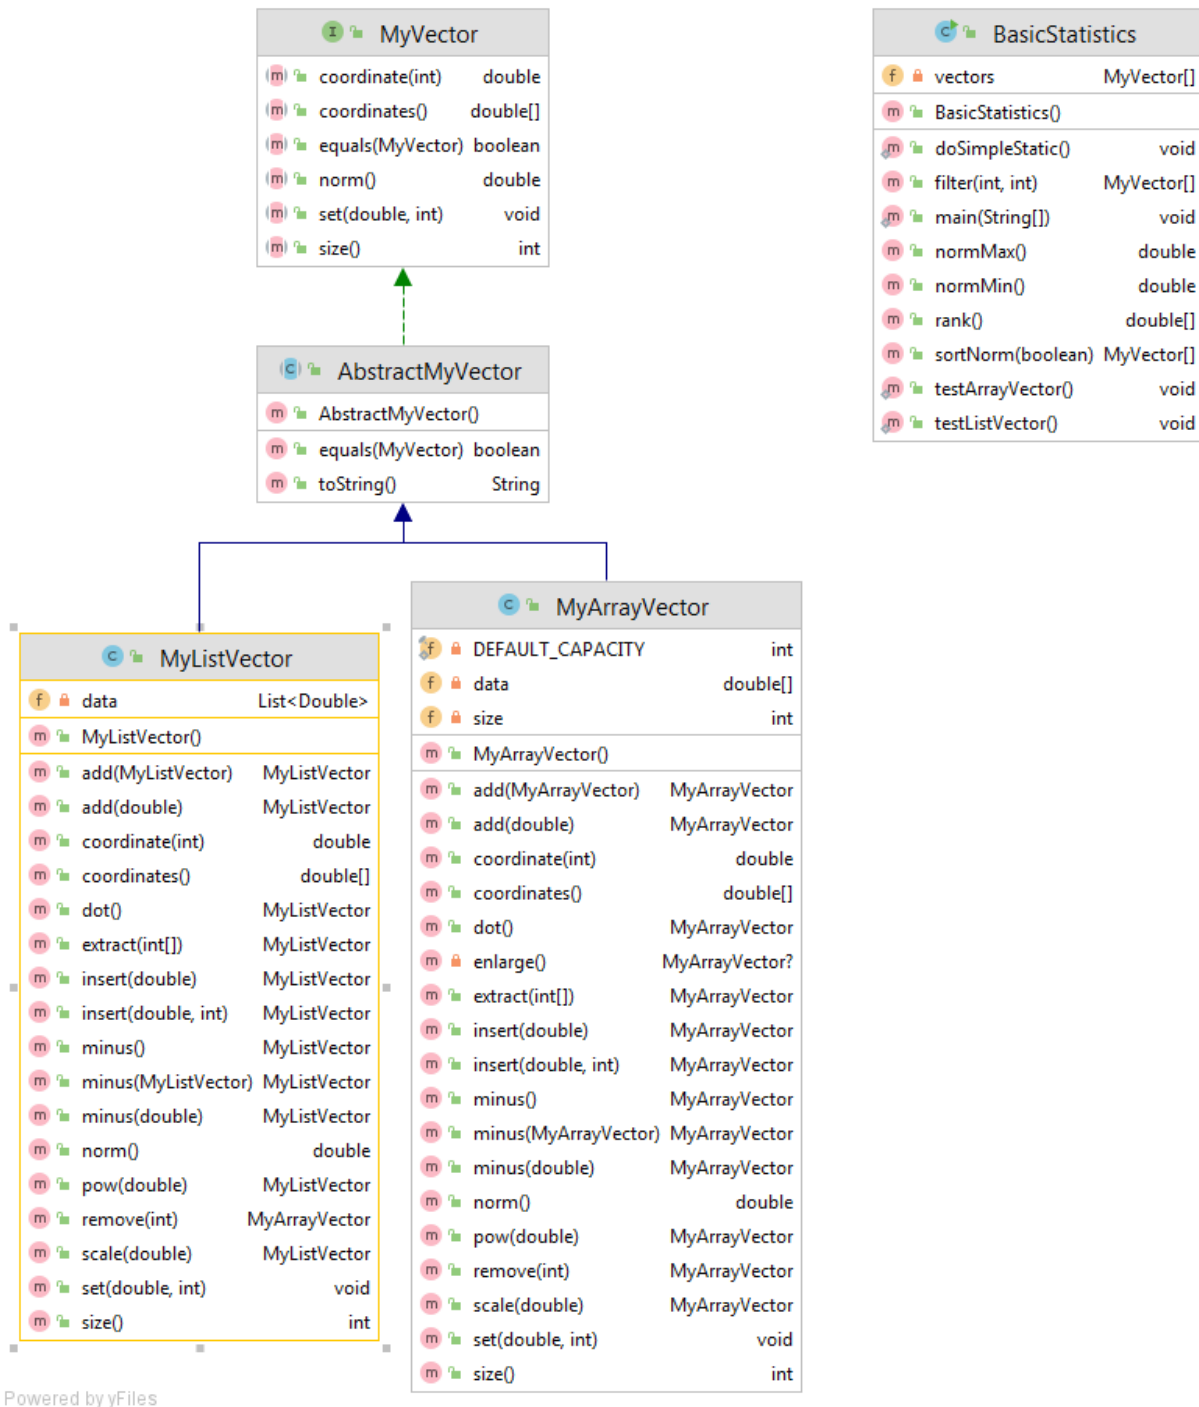 MyVector
coordinate(int) double
coordinates() double[]
equals(MyVector) boolean
norm() double
set(double, int) void
size() int
BasicStatistics
vectors MyVector[]
BasicStatistics()
doSimpleStatic() void
filter(int, int) MyVector[]
main(String[]) void
normMax() double
normMin() double
rank() double[]
sortNorm(boolean) MyVector[]
testArrayVector() void
testListVector() void
AbstractMyVector
AbstractMyVector()
equals(MyVector) boolean
toString() String
MyListVector
data List<Double>
MyListVector()
add(MyListVector) MyListVector
add(double) MyListVector
coordinate(int) double
coordinates() double[]
dot() MyListVector
extract(int[]) MyListVector
insert(double) MyListVector
insert(double, int) MyListVector
minus() MyListVector
minus(MyListVector) MyListVector
minus(double) MyListVector
norm() double
pow(double) MyListVector
remove(int) MyArrayVector
scale(double) MyListVector
set(double, int) void
size() int
MyArrayVector
DEFAULT_CAPACITY int
data double[]
size int
MyArrayVector()
add(MyArrayVector) MyArrayVector
add(double) MyArrayVector
coordinate(int) double
coordinates() double[]
dot() MyArrayVector
enlarge() MyArrayVector?
extract(int[]) MyArrayVector
insert(double) MyArrayVector
insert(double, int) MyArrayVector
minus() MyArrayVector
minus(MyArrayVector) MyArrayVector
minus(double) MyArrayVector
norm() double
pow(double) MyArrayVector
remove(int) MyArrayVector
scale(double) MyArrayVector
set(double, int) void
size() int
Powered by yFiles